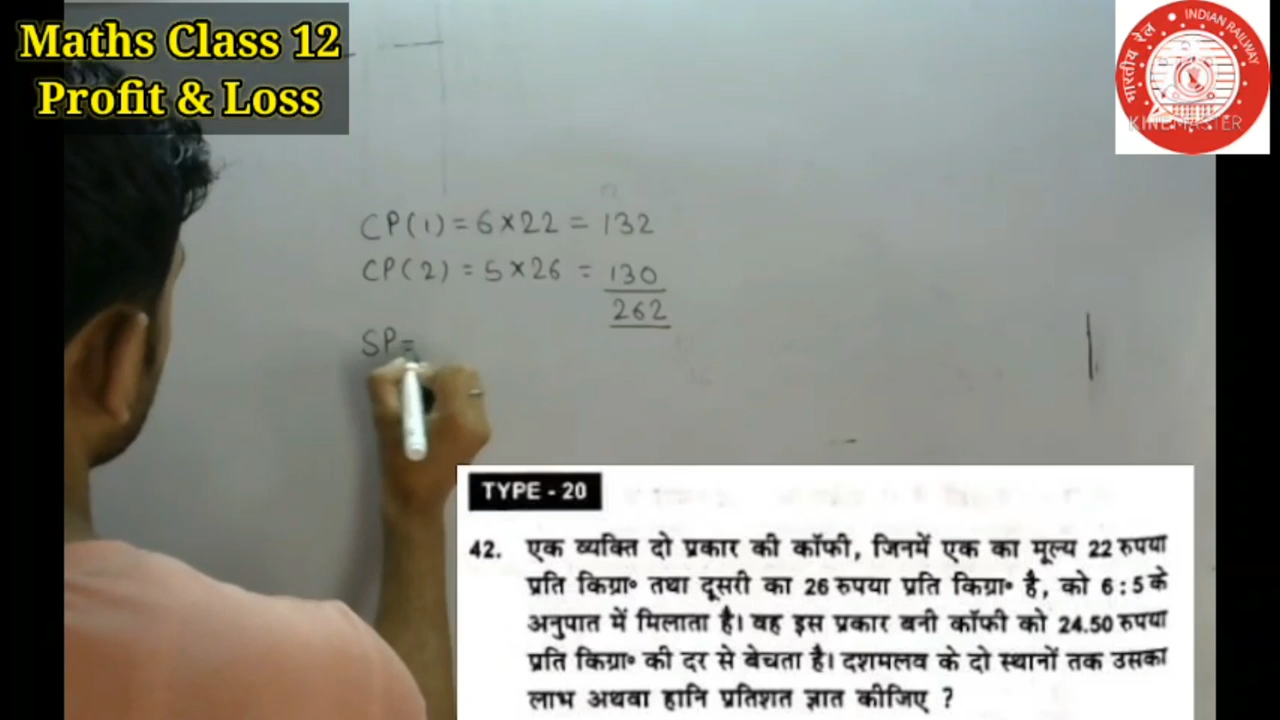 Maths Class 12
Profit & Loss
भारतीय रेल
INDIAN RAILWAY
KINEMASTER
CP(1) = 6×22 = 132
CP(2) = 5×26 = 130
262
SP=
TYPE - 20
42. एक व्यक्ति दो प्रकार की कॉफी, जिनमें एक का मूल्य 22 रुपया
प्रति किग्रा॰ तथा दूसरी का 26 रुपया प्रति किग्रा॰ है, को 6 : 5 के
अनुपात में मिलाता है। वह इस प्रकार बनी कॉफी को 24.50 रुपया
प्रति किग्रा॰ की दर से बेचता है। दशमलव के दो स्थानों तक उसका
लाभ अथवा हानि प्रतिशत ज्ञात कीजिए ?